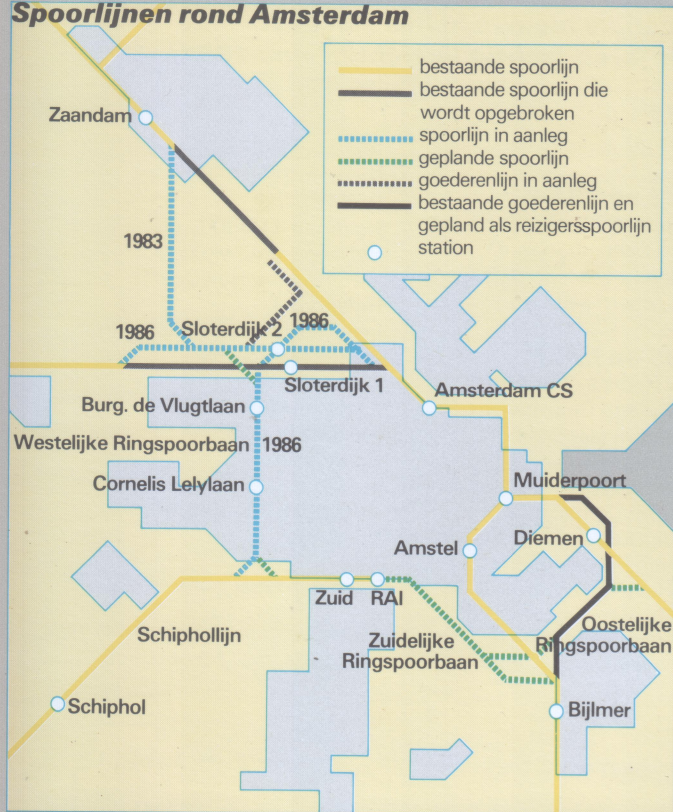 Spoorlijnen rond Amsterdam
bestaande spoorlijn
bestaande spoorlijn die
wordt opgebroken
spoorlijn in aanleg
geplande spoorlijn
goederenlijn in aanleg
bestaande goederenlijn en
gepland als reizigersspoorlijn
station
Zaandam
1983
1986
Sloterdijk 2
1986
Sloterdijk 1
Burg. de Vlugtlaan
Amsterdam CS
Westelijke Ringspoorbaan
1986
Cornelis Lelylaan
Muiderpoort
Diemen
Amstel
Zuid
RAI
Schiphollijn
Zuidelijke
Ringspoorbaan
Oostelijke
Ringspoorbaan
Schiphol
Bijlmer